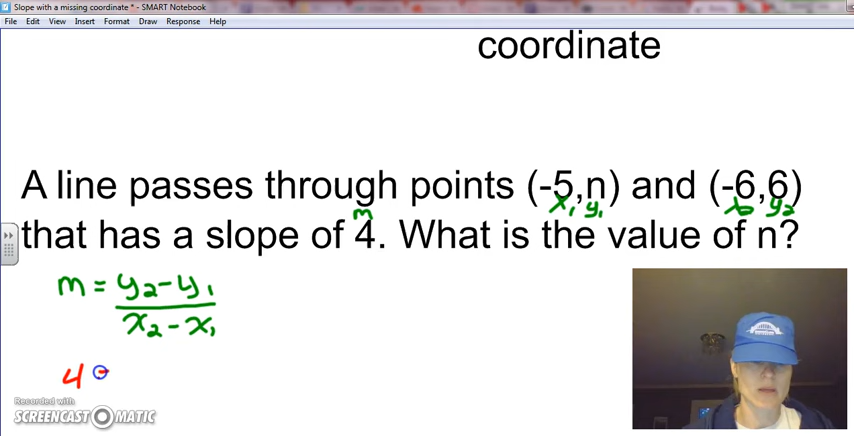 Slope with a missing coordinate * - SMART Notebook
File Edit View Insert Format Draw Response Help
coordinate
A line passes through points (-5,n) and (-6,6)
x₁ y₁ x₂ y₂
m
that has a slope of 4. What is the value of n?
m = y₂ - y₁
x₂ - x₁
4 =
Recorded with
SCREENCAST-O-MATIC